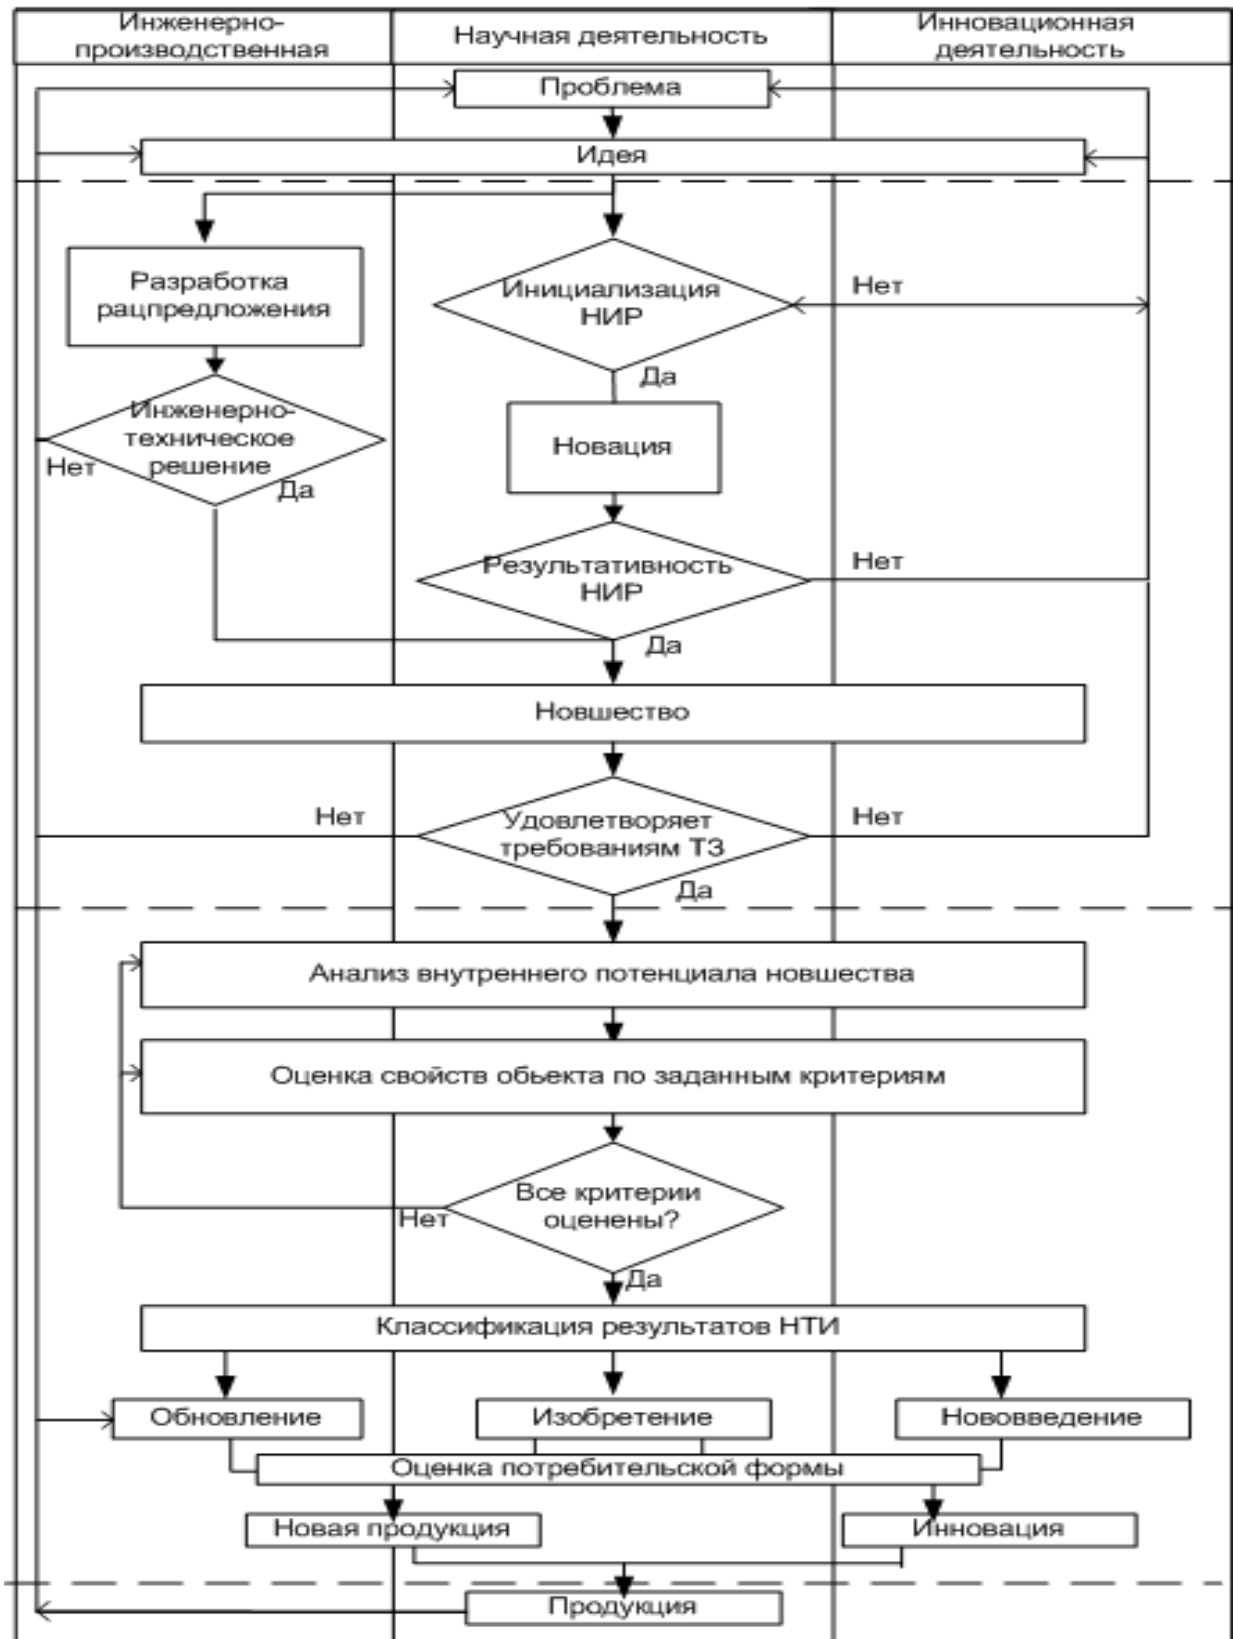 Инженерно-
производственная
Научная деятельность
Инновационная
деятельность
Проблема
Идея
Разработка
рацпредложения
Инициализация
НИР
Нет
Да
Инженерно-
техническое
решение
Нет
Да
Новация
Результативность
НИР
Нет
Да
Новшество
Нет
Удовлетворяет
требованиям ТЗ
Нет
Да
Анализ внутреннего потенциала новшества
Оценка свойств обьекта по заданным критериям
Все критерии
оценены?
Нет
Да
Классификация результатов НТИ
Обновление
Изобретение
Нововведение
Оценка потребительской формы
Новая продукция
Инновация
Продукция